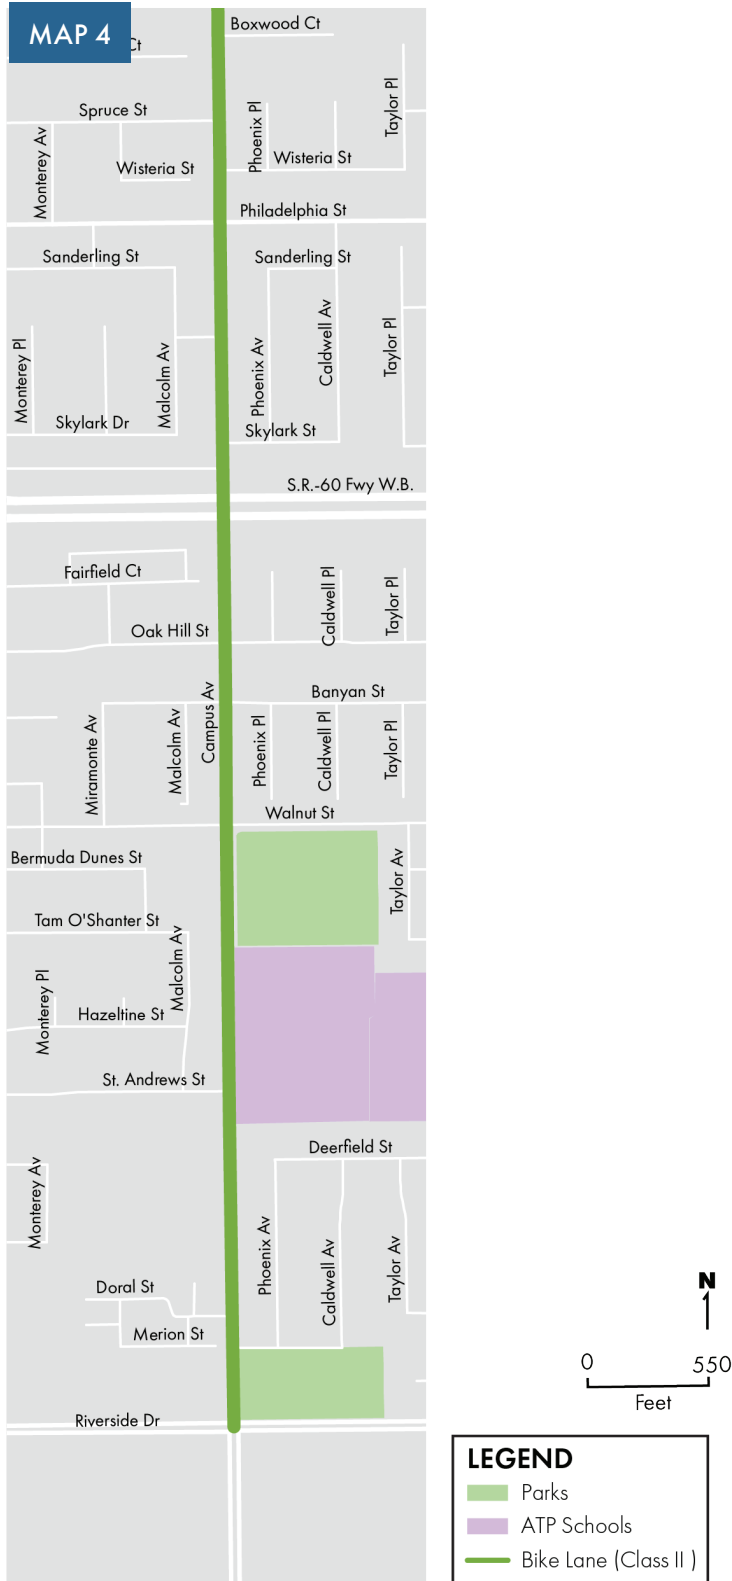 MAP 4
Ct
Boxwood Ct
Spruce St
Monterey Av
Wisteria St
Phoenix Pl
Wisteria St
Taylor Pl
Philadelphia St
Sanderling St
Sanderling St
Monterey Pl
Malcolm Av
Phoenix Av
Caldwell Av
Taylor Pl
Skylark Dr
Skylark St
S.R.-60 Fwy W.B.
Fairfield Ct
Caldwell Pl
Taylor Pl
Oak Hill St
Banyan St
Miramonte Av
Malcolm Av
Campus Av
Phoenix Pl
Caldwell Pl
Taylor Pl
Walnut St
Bermuda Dunes St
Taylor Av
Tam O'Shanter St
Malcolm Av
Monterey Pl
Hazeltine St
St. Andrews St
Deerfield St
Monterey Av
Phoenix Av
Caldwell Av
Taylor Av
Doral St
Merion St
Riverside Dr
N
0 550
Feet
LEGEND
Parks
ATP Schools
Bike Lane (Class II )